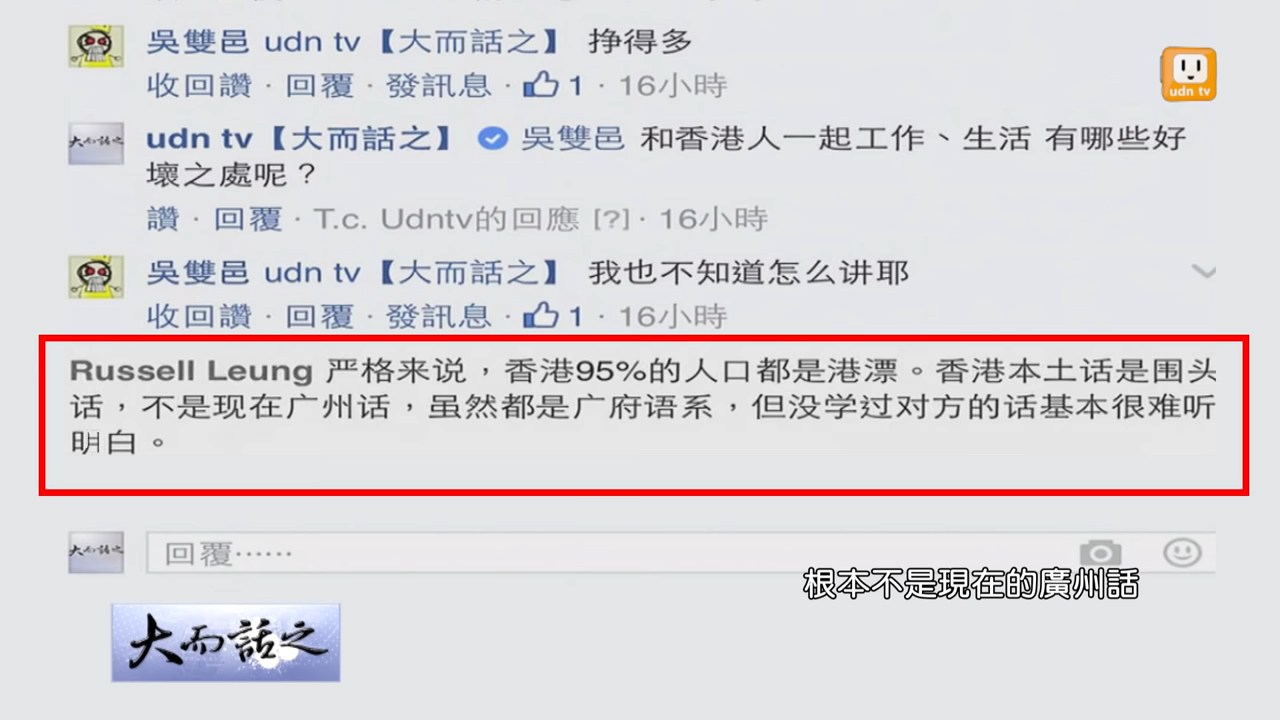 吳雙邑 udn tv【大而話之】 挣得多
收回讚 · 回覆 · 發訊息 · 1 · 16小時
udn tv
大而話之
udn tv【大而話之】 吳雙邑 和香港人一起工作、生活 有哪些好
壞之處呢？
讚 · 回覆 · T.c. Udntv的回應 [?] · 16小時
吳雙邑 udn tv【大而話之】 我也不知道怎么讲耶
收回讚 · 回覆 · 發訊息 · 1 · 16小時
Russell Leung 严格来说，香港95%的人口都是港漂。香港本土话是围头
话，不是现在广州话，虽然都是广府语系，但没学过对方的话基本很难听
明白。
大而話之
回覆……
根本不是現在的廣州話
大而話之